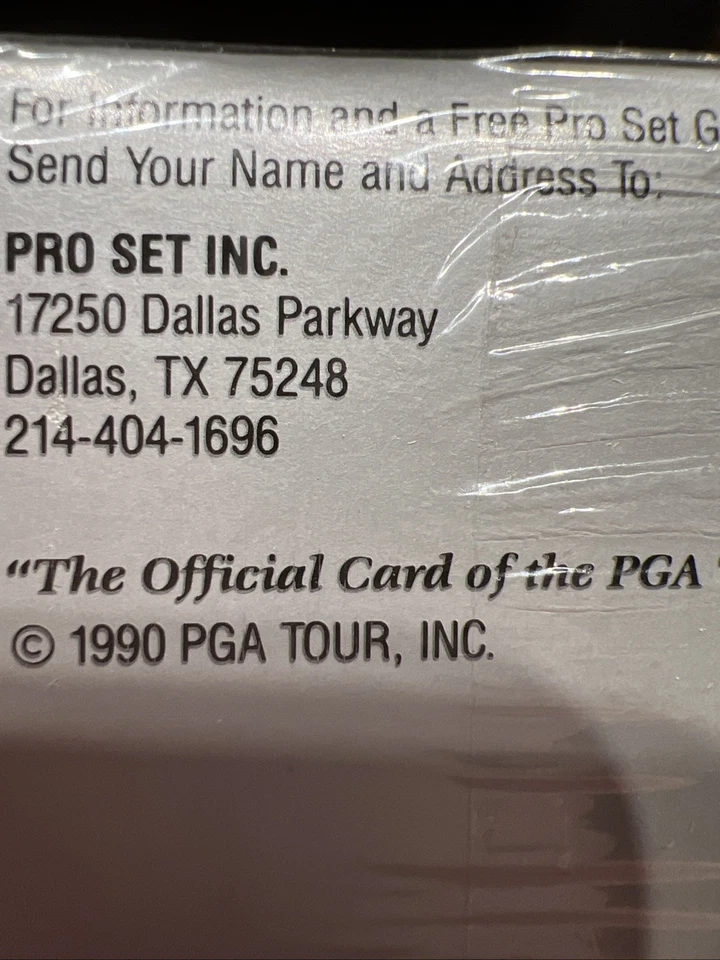 For Information and a Free Pro Set G
Send Your Name and Address To:
PRO SET INC.
17250 Dallas Parkway
Dallas, TX 75248
214-404-1696
“The Official Card of the PGA
© 1990 PGA TOUR, INC.